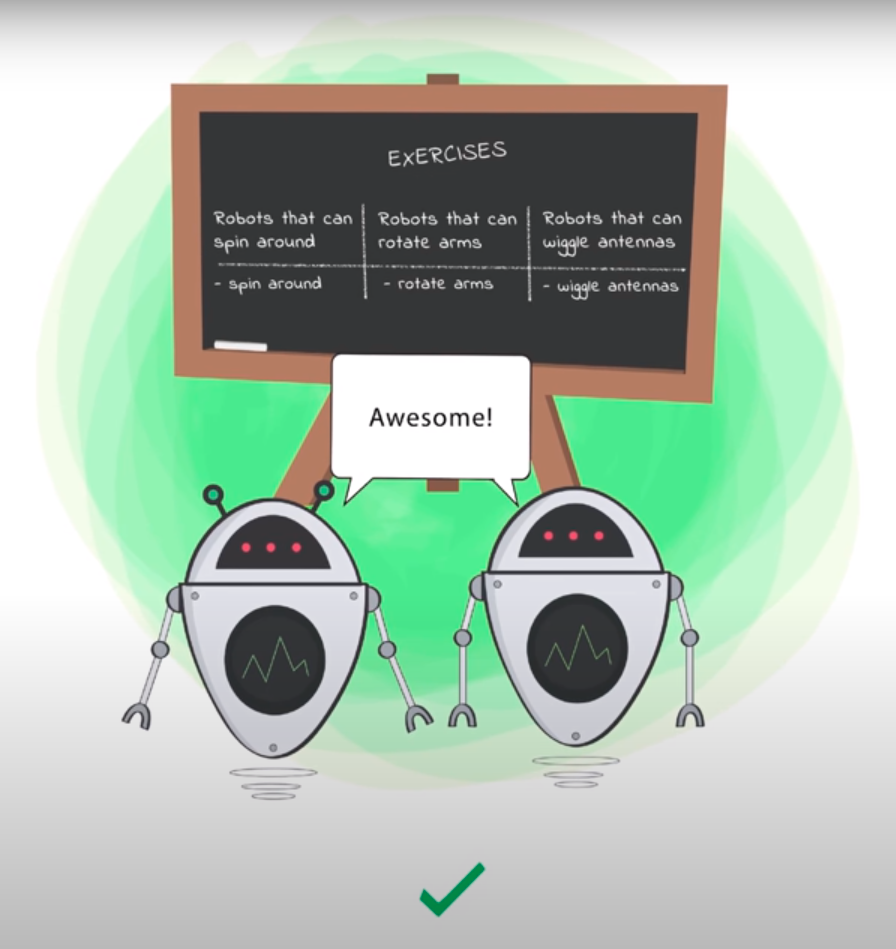 EXERCISES
Robots that can
spin around
- spin around
Robots that can
rotate arms
- rotate arms
Robots that can
wiggle antennas
- wiggle antennas
Awesome!